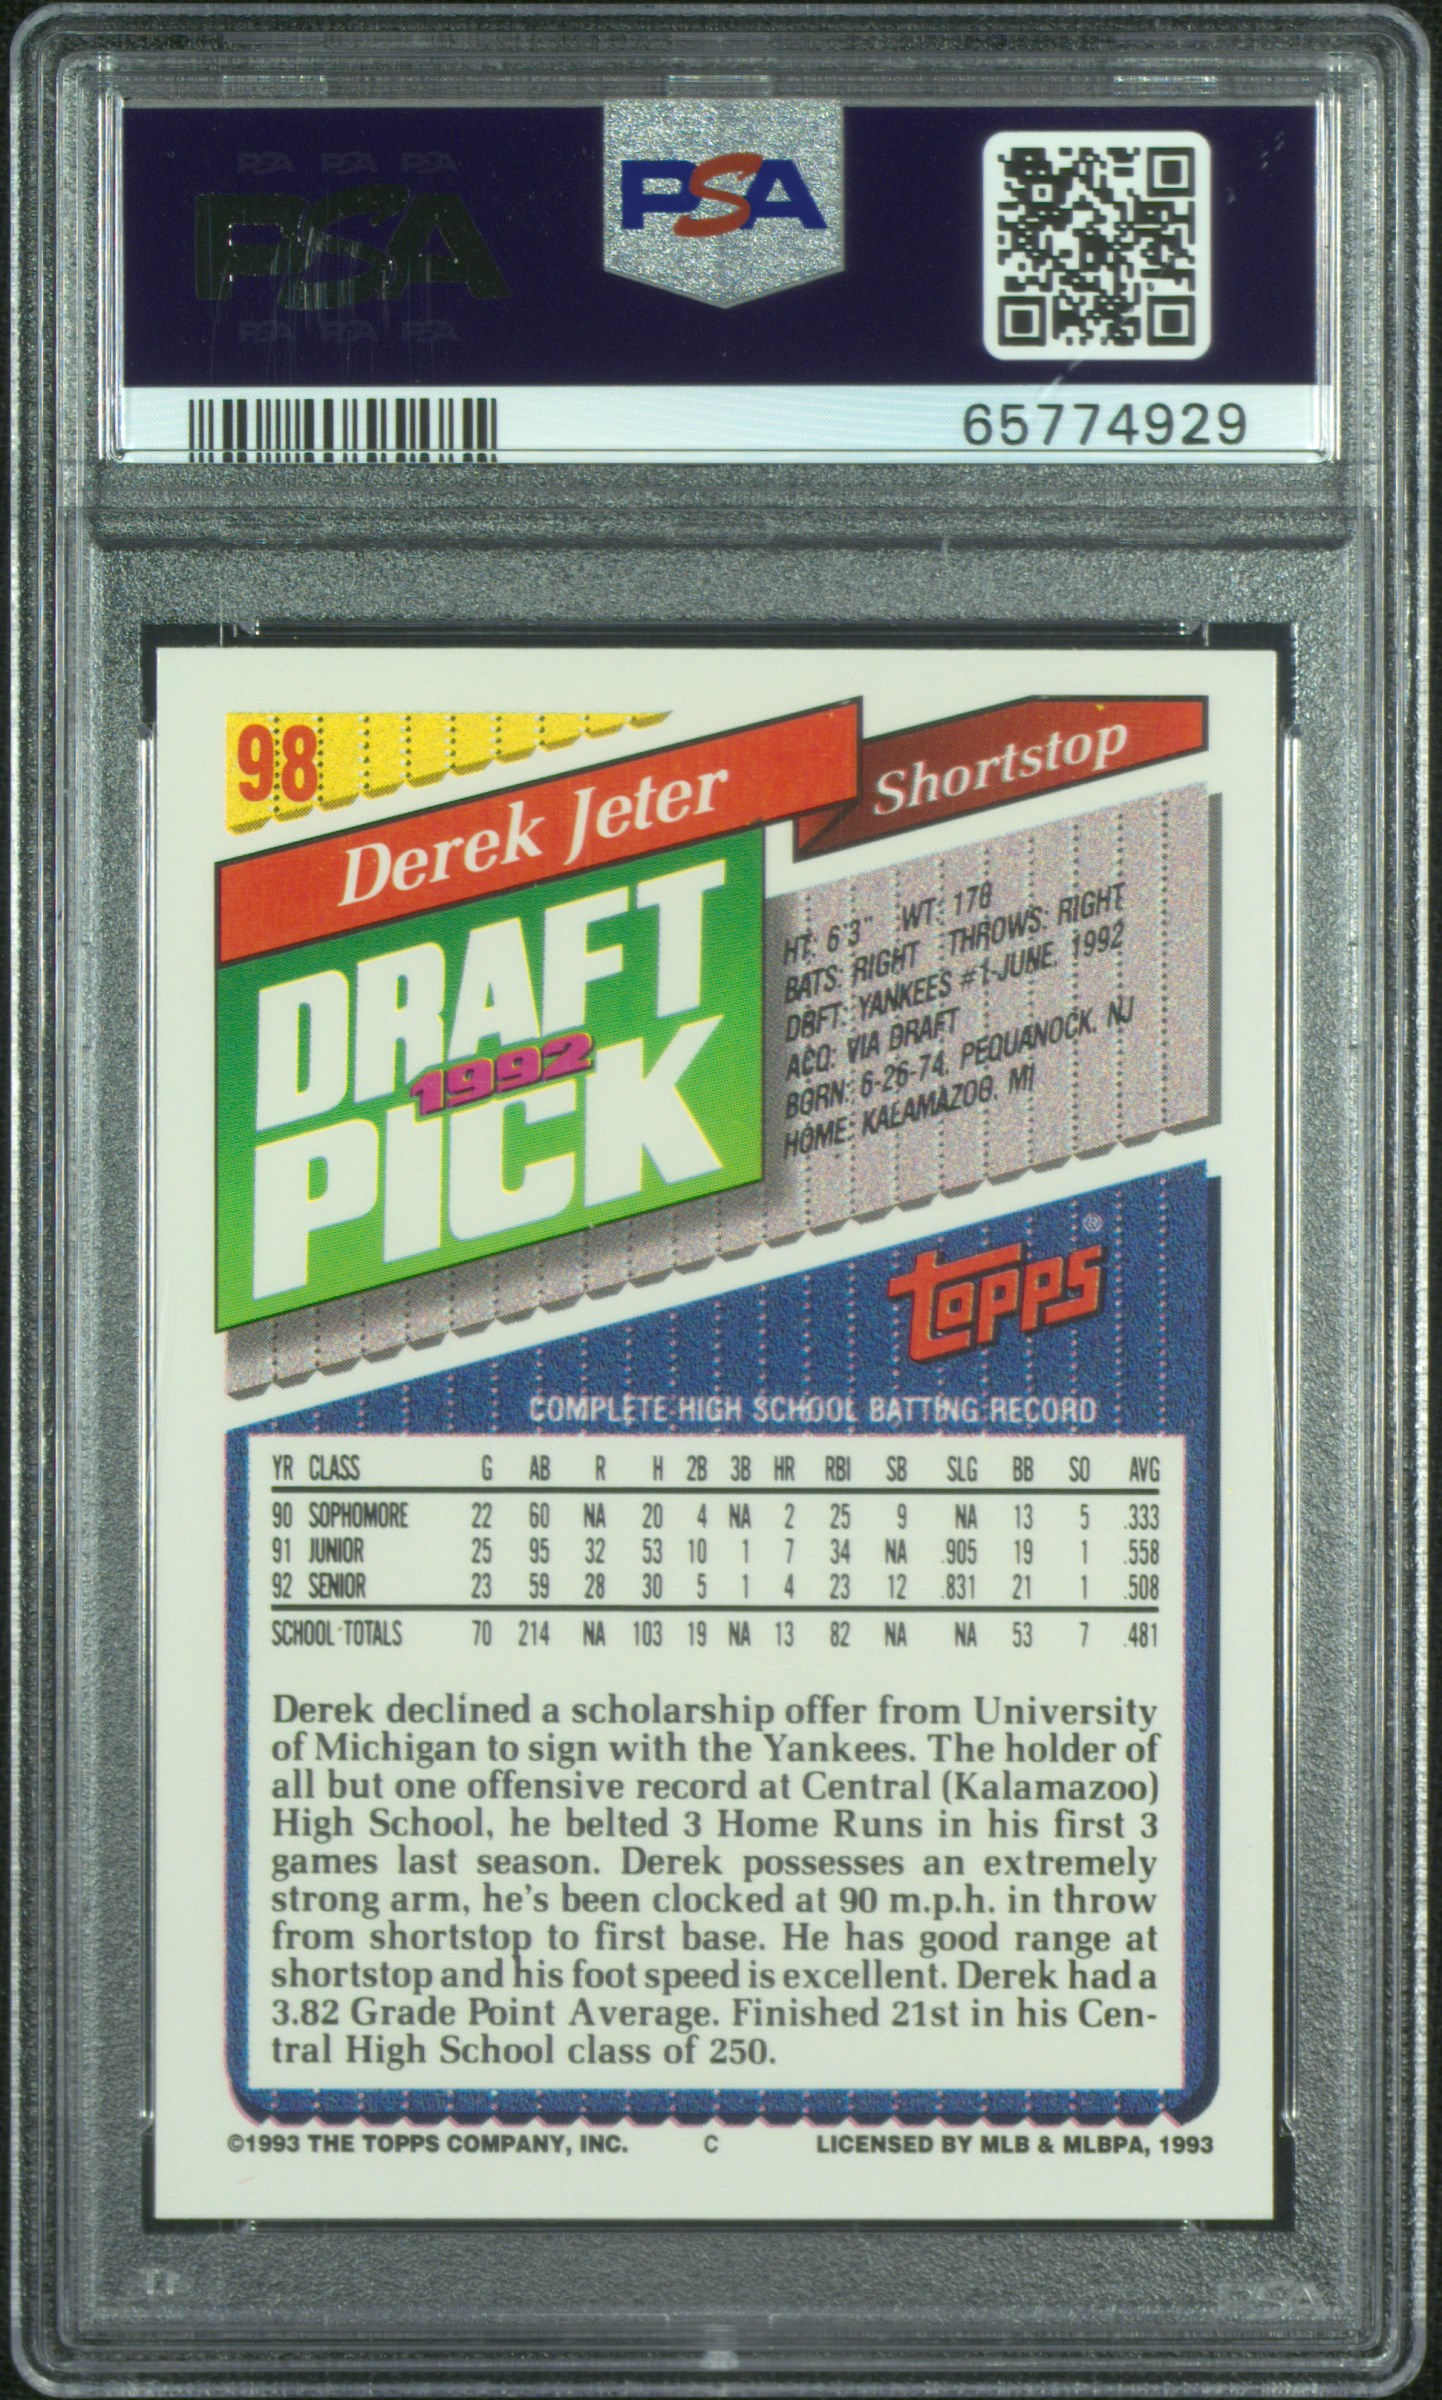 PSA PSA PSA
PSA
PSA PSA PSA
PSA
65774929
98
Derek Jeter
Shortstop
DRAFT
1992
PICK
HT: 6'3" WT: 178
BATS: RIGHT THROWS: RIGHT
DRFT: YANKEES #1-JUNE, 1992
ACQ: VIA DRAFT
BORN: 6-26-74, PEQUANOCK, NJ
HOME: KALAMAZOO, MI
TOPPS®
COMPLETE HIGH SCHOOL BATTING RECORD
YR CLASS G AB R H 2B 3B HR RBI SB SLG BB SO AVG
90 SOPHOMORE 22 60 NA 20 4 NA 2 25 9 NA 13 5 .333
91 JUNIOR 25 95 32 53 10 1 7 34 NA .905 19 1 .558
92 SENIOR 23 59 28 30 5 1 4 23 12 .831 21 1 .508
SCHOOL TOTALS 70 214 NA 103 19 NA 13 82 NA NA 53 7 .481
Derek declined a scholarship offer from University
of Michigan to sign with the Yankees. The holder of
all but one offensive record at Central (Kalamazoo)
High School, he belted 3 Home Runs in his first 3
games last season. Derek possesses an extremely
strong arm, he's been clocked at 90 m.p.h. in throw
from shortstop to first base. He has good range at
shortstop and his foot speed is excellent. Derek had a
3.82 Grade Point Average. Finished 21st in his Cen-
tral High School class of 250.
©1993 THE TOPPS COMPANY, INC. C LICENSED BY MLB & MLBPA, 1993
PSA